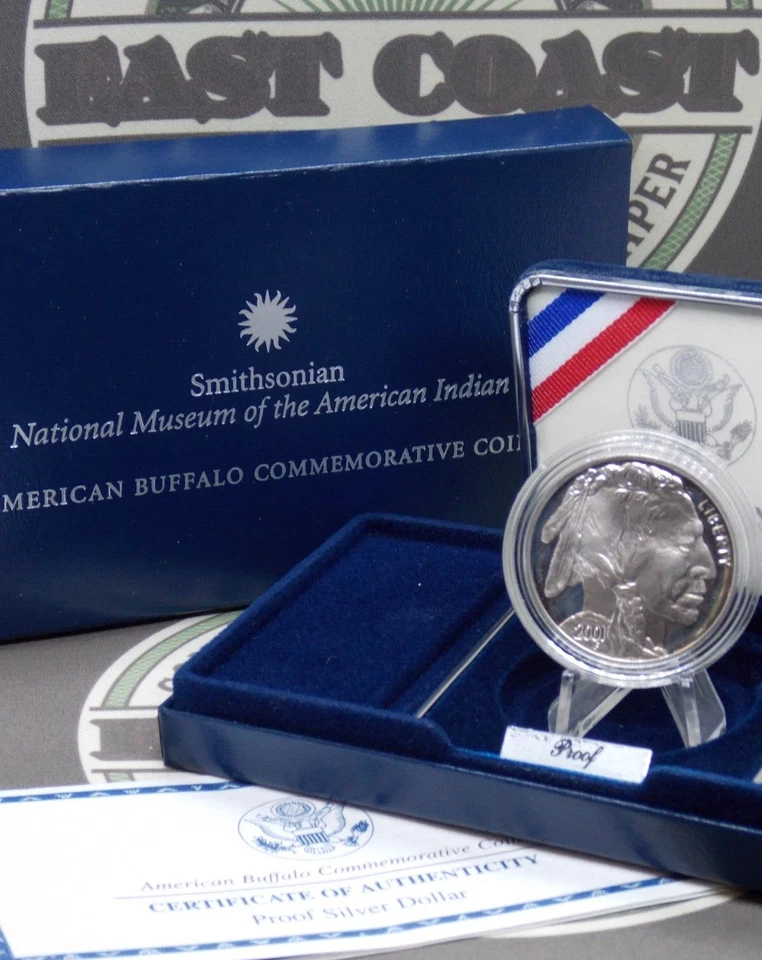 EAST COAST
PER
Smithsonian
National Museum of the American Indian
MERICAN BUFFALO COMMEMORATIVE COI
LIBERTY
2001
P
Proof
American Buffalo Commemorative Co
CERTIFICATE OF AUTHENTICITY
Proof Silver Dollar